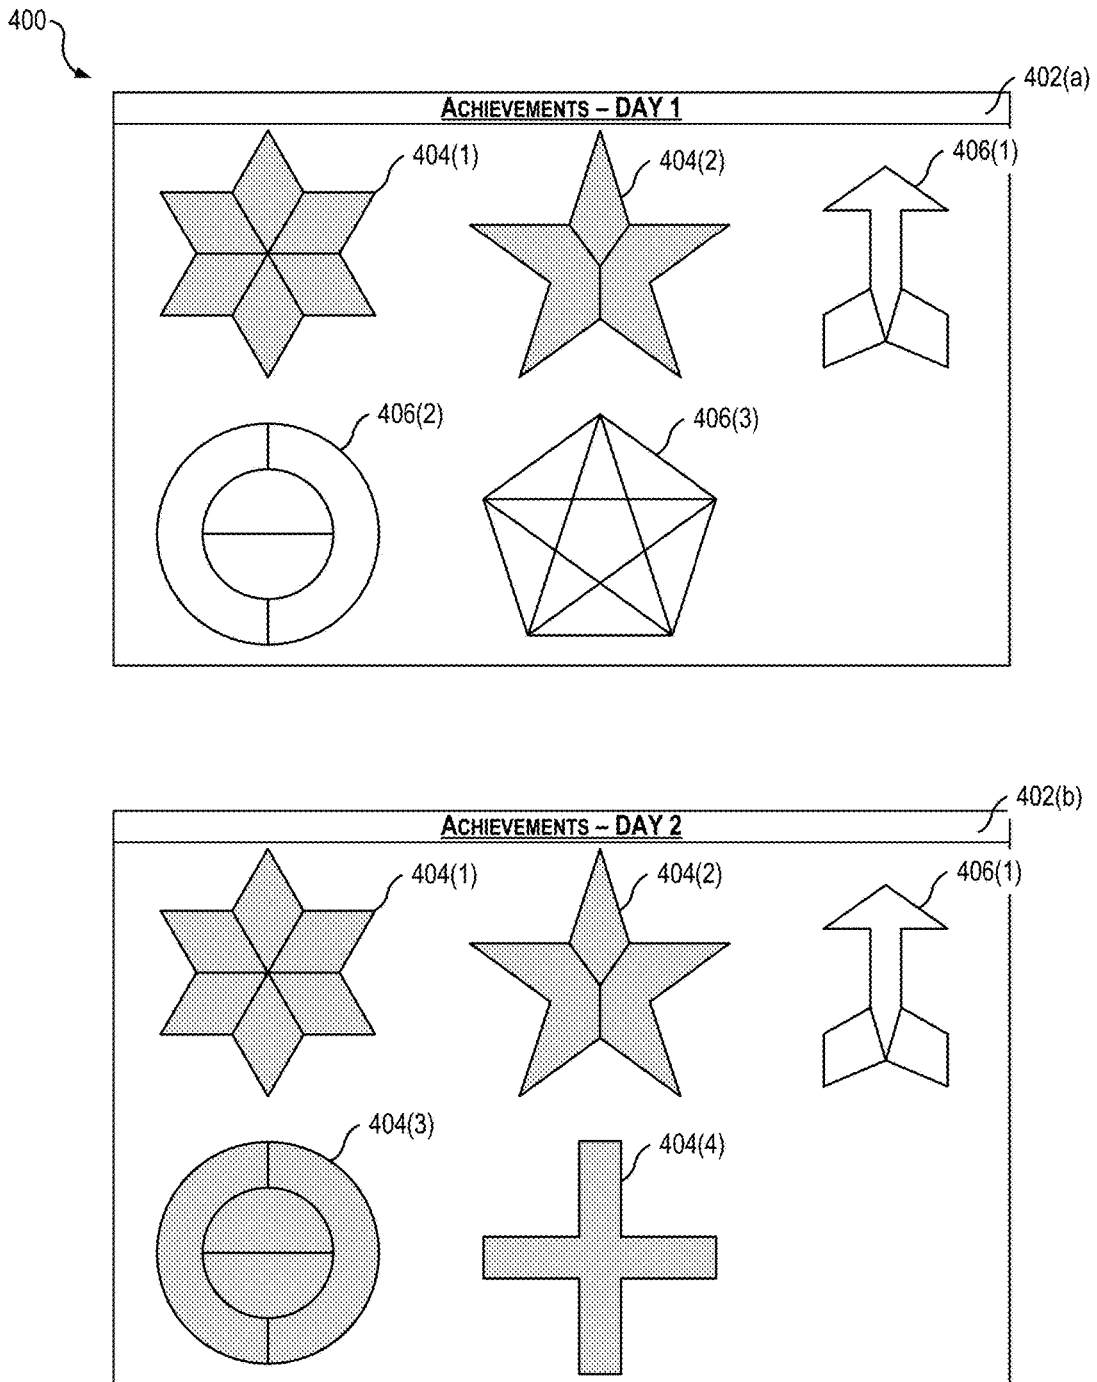 400
402(a)
ACHIEVEMENTS – DAY 1
404(1)
404(2)
406(1)
406(2)
406(3)
402(b)
ACHIEVEMENTS – DAY 2
404(1)
404(2)
406(1)
404(3)
404(4)